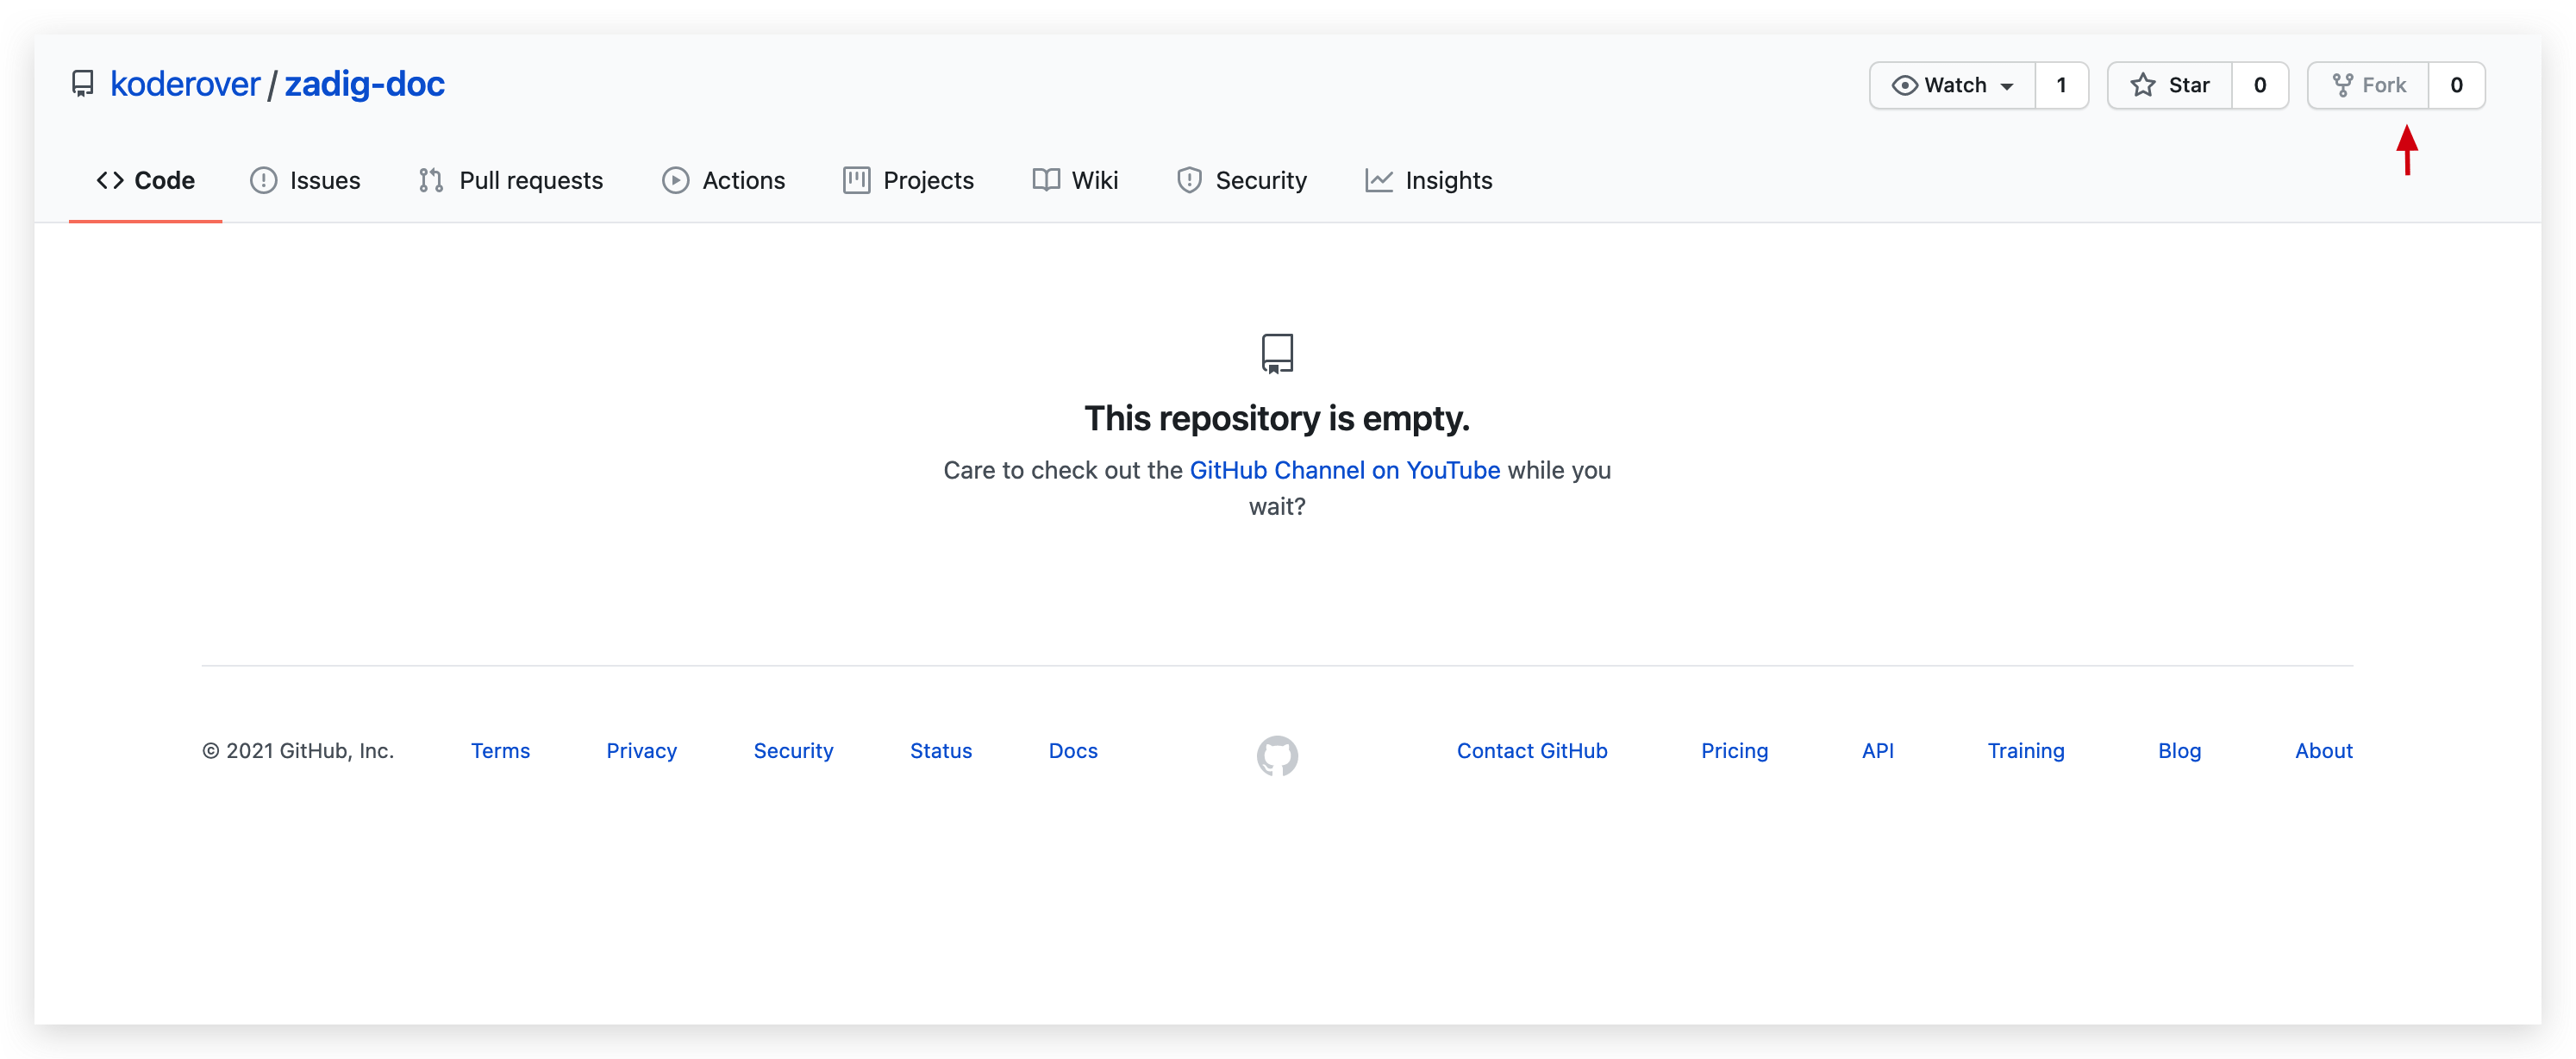 koderover / zadig-doc
Watch 1 Star 0 Fork 0
Code Issues Pull requests Actions Projects Wiki Security Insights
This repository is empty.
Care to check out the GitHub Channel on YouTube while you
wait?
© 2021 GitHub, Inc. Terms Privacy Security Status Docs Contact GitHub Pricing API Training Blog About